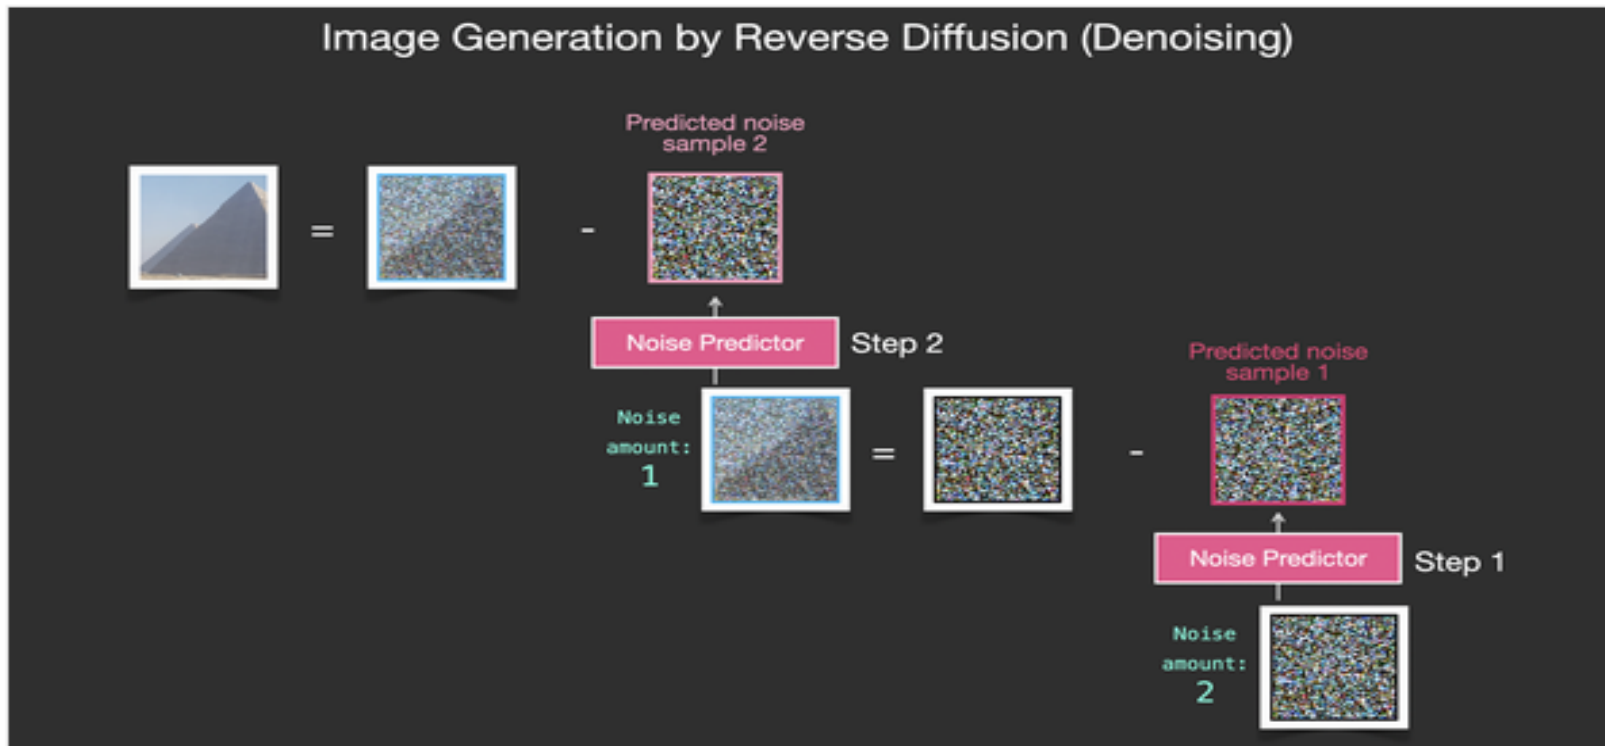 Image Generation by Reverse Diffusion (Denoising)
Predicted noise
sample 2
=
-
Noise Predictor
Step 2
Predicted noise
sample 1
Noise
amount:
1
=
-
Noise Predictor
Step 1
Noise
amount:
2